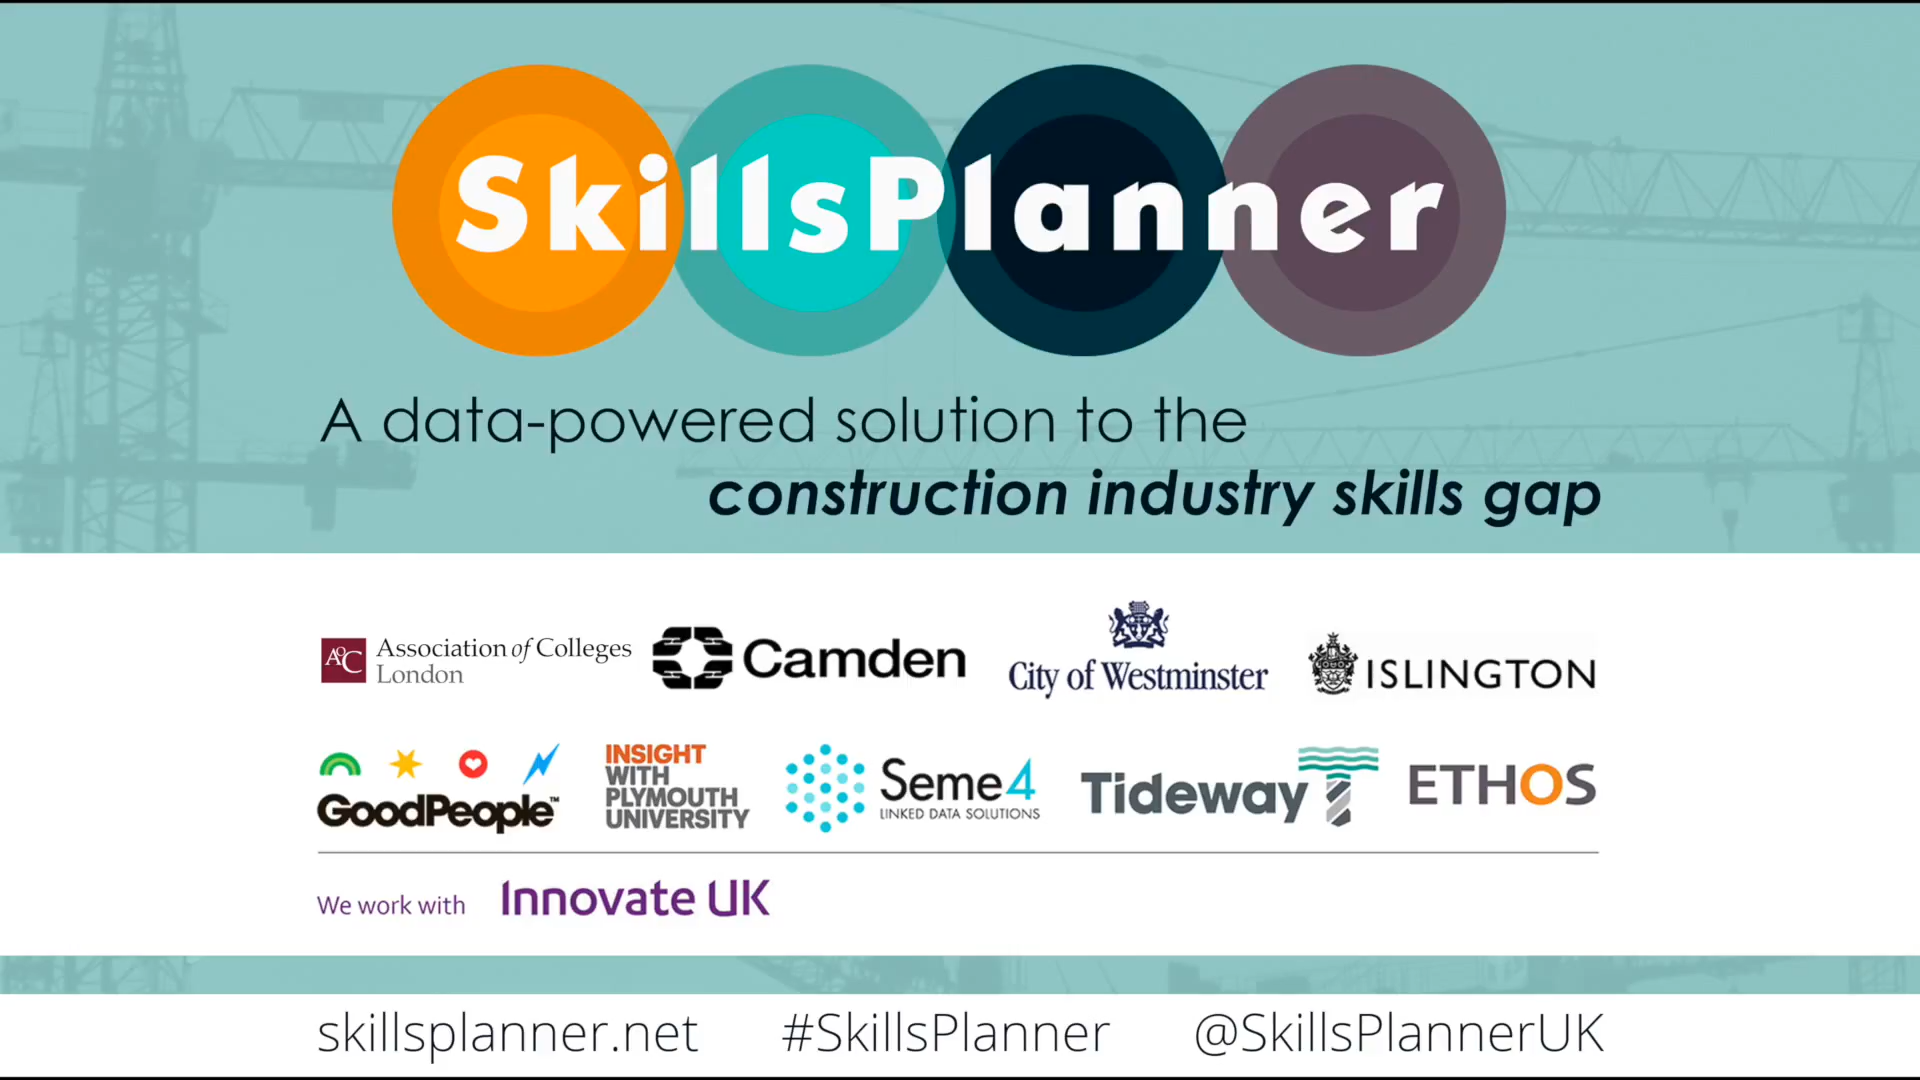 SkillsPlanner
A data-powered solution to the
construction industry skills gap
AoC Association of Colleges
London
Camden
City of Westminster
ISLINGTON
GoodPeople™
INSIGHT
WITH
PLYMOUTH
UNIVERSITY
Seme4
LINKED DATA SOLUTIONS
Tideway
ETHOS
We work with Innovate UK
skillsplanner.net #SkillsPlanner @SkillsPlannerUK